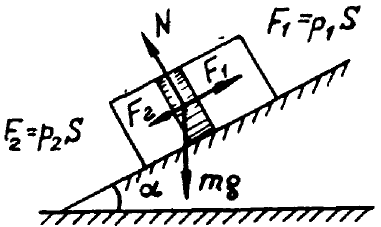 N
F₁=p₁S
F₁
F₂
F₂=p₂S
α
mg